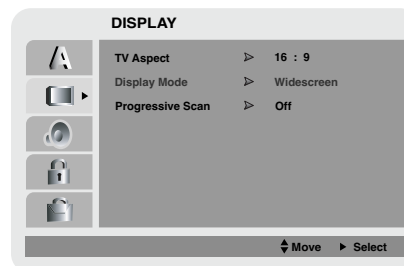 DISPLAY
A
TV Aspect 16 : 9
Display Mode Widescreen
Progressive Scan Off
Move Select